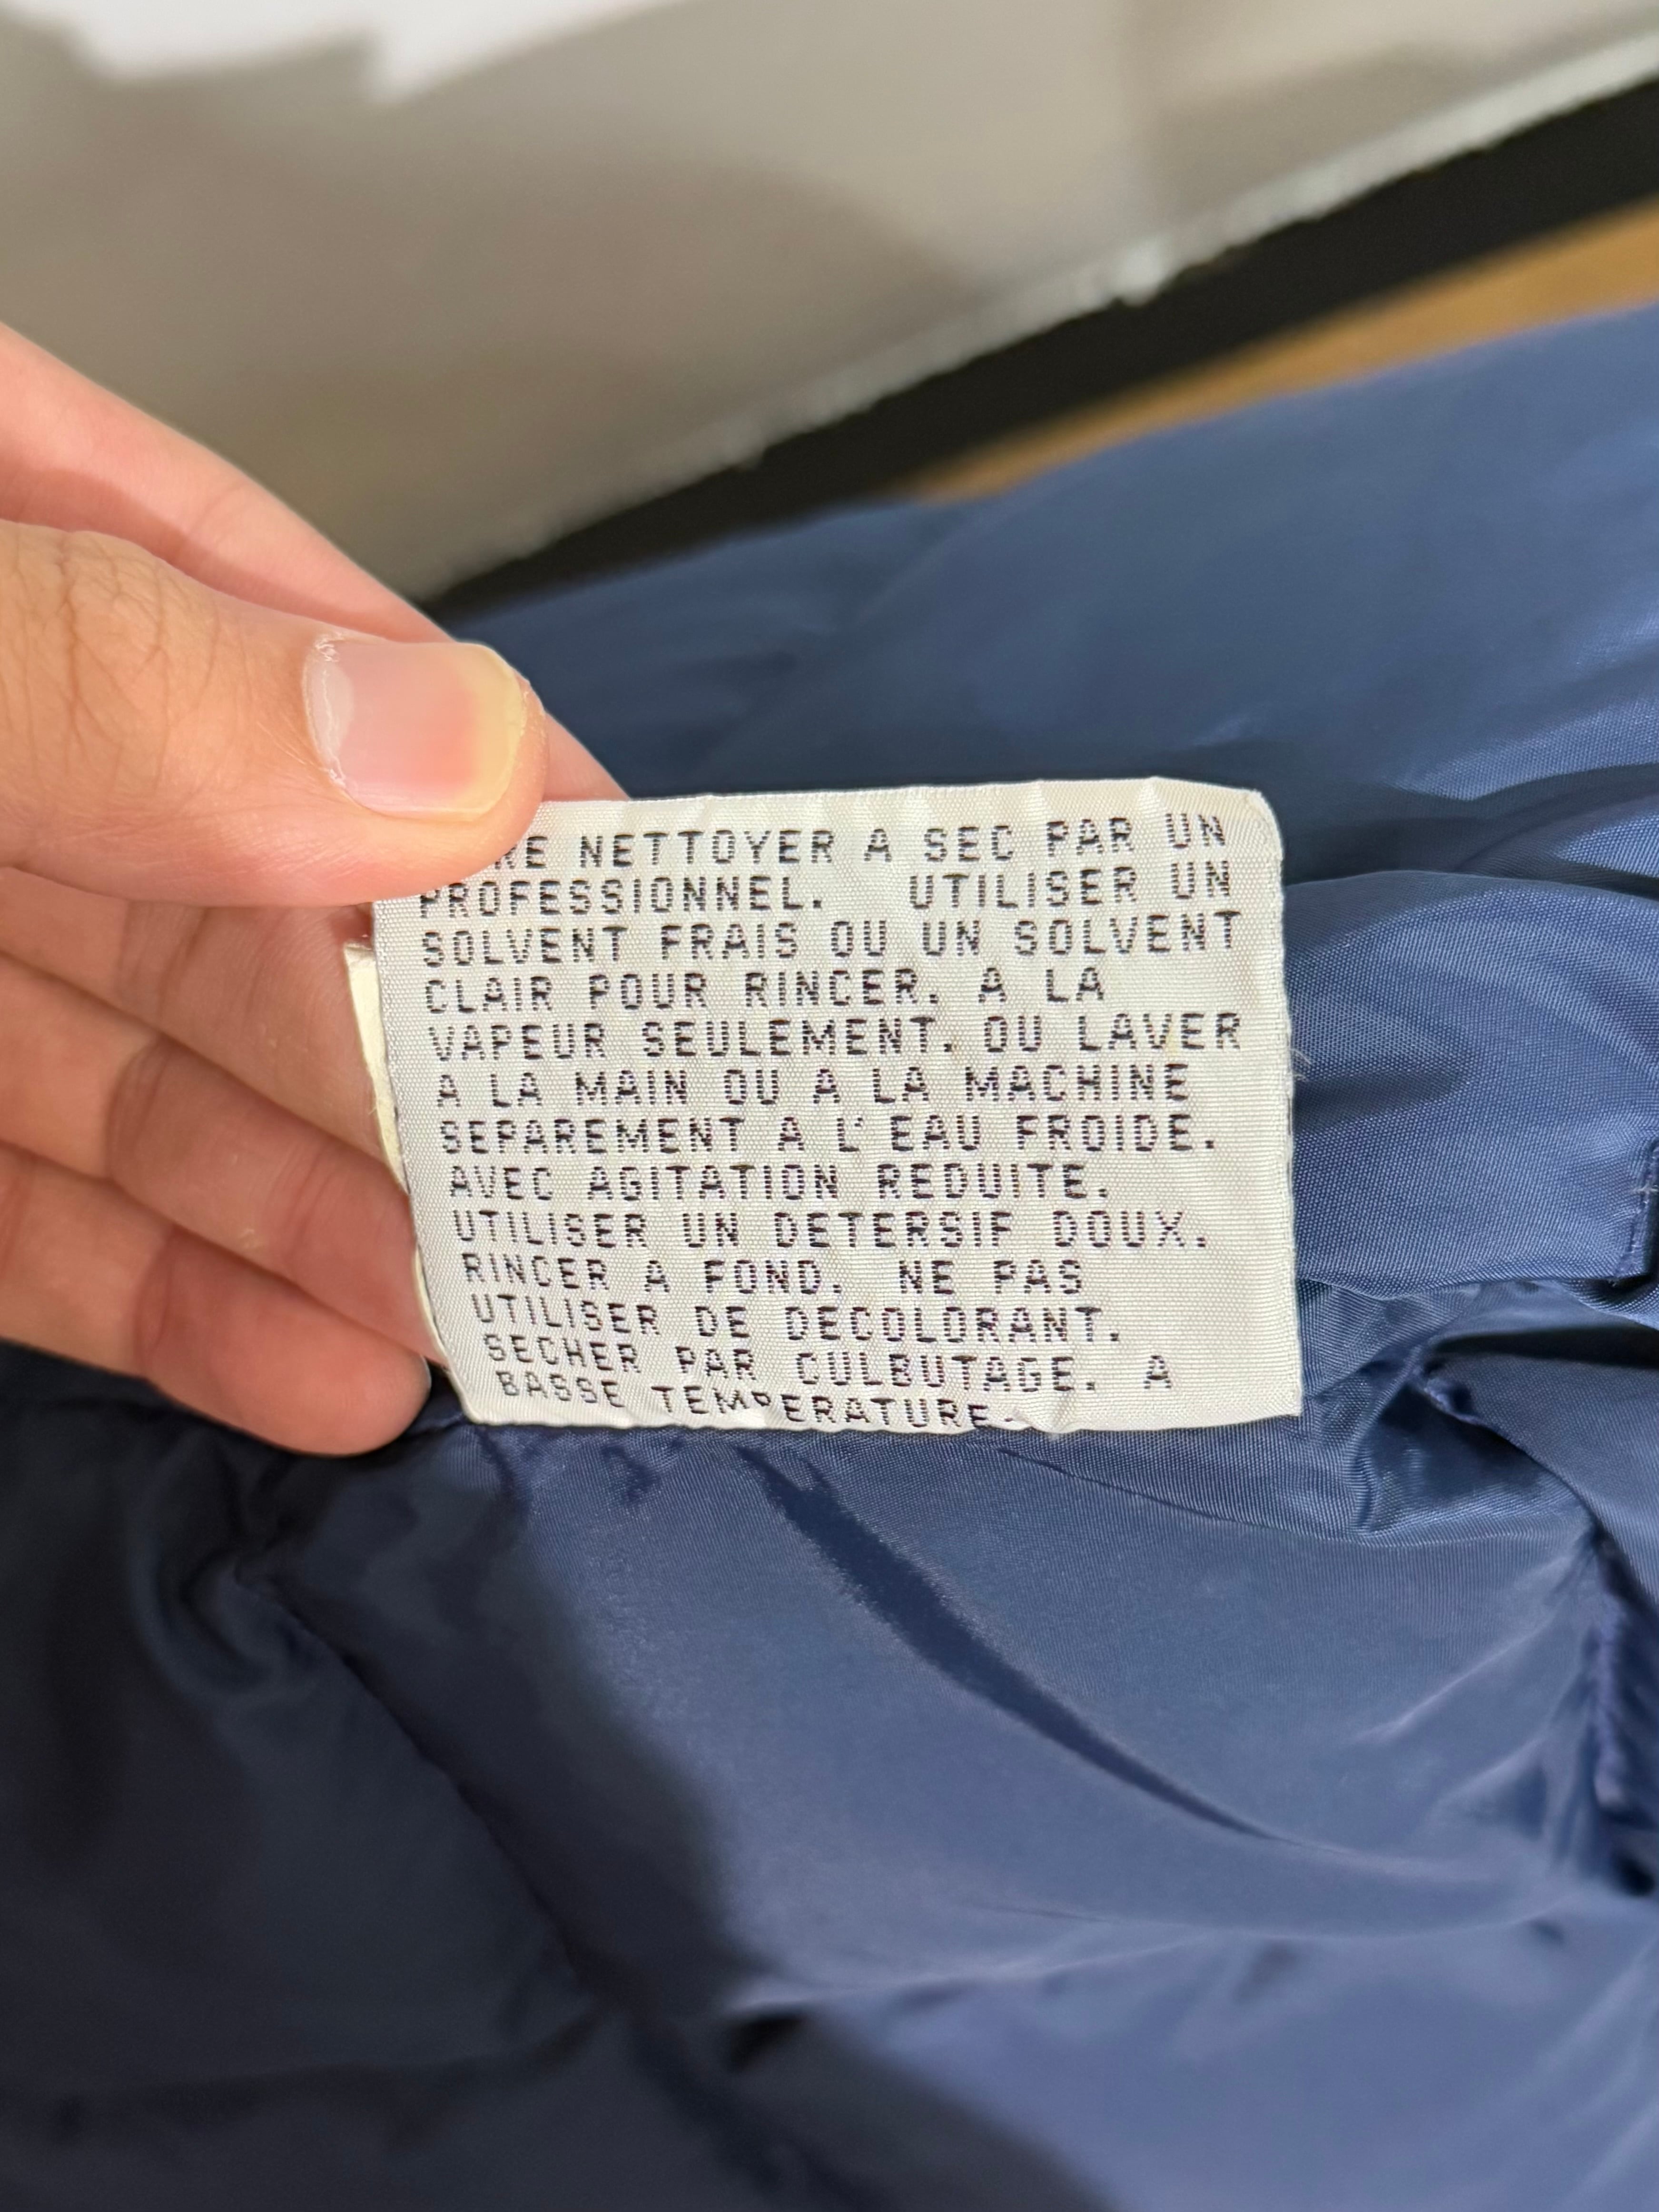 NETTOYER A SEC PAR UN
PROFESSIONNEL. UTILISER UN
SOLVENT FRAIS OU UN SOLVENT
CLAIR POUR RINCER. A LA
VAPEUR SEULEMENT. OU LAVER
A LA MAIN OU A LA MACHINE
SEPAREMENT A L'EAU FROIDE.
AVEC AGITATION REDUITE.
UTILISER UN DETERSIF DOUX.
RINCER A FOND. NE PAS
UTILISER DE DECOLORANT.
SECHER PAR CULBUTAGE. A
BASSE TEMPERATURE.